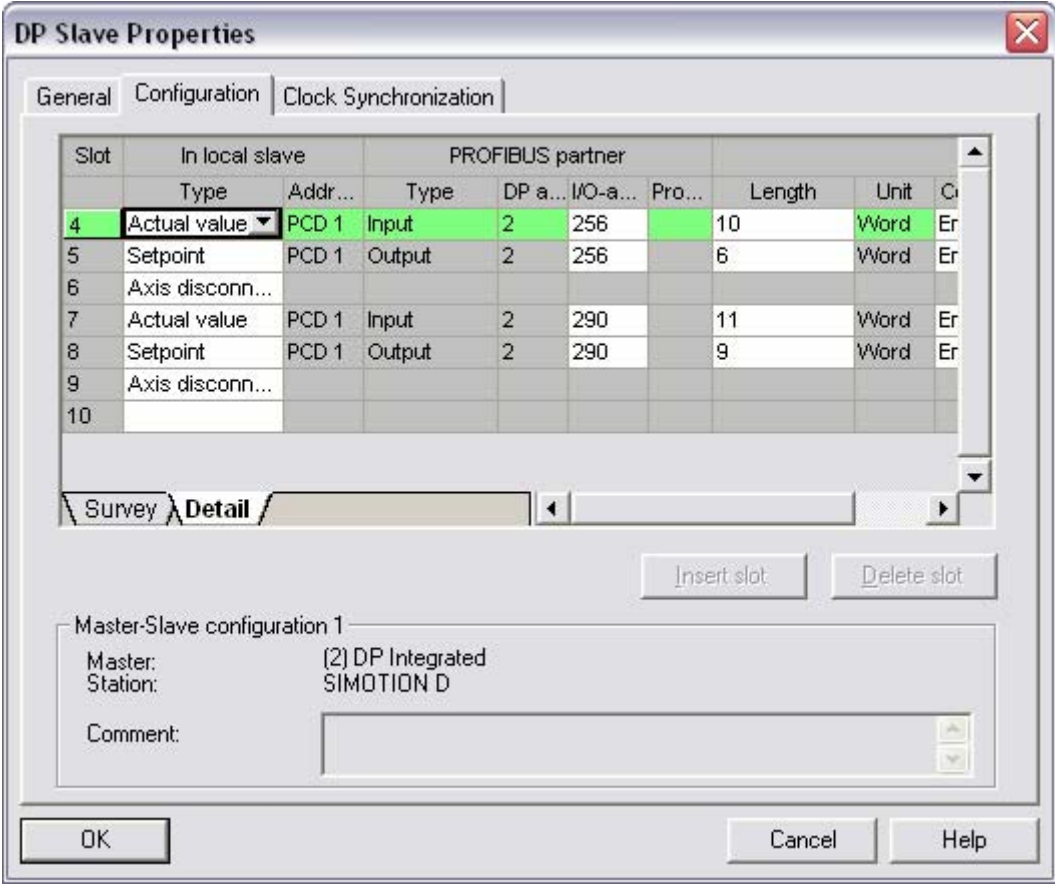 DP Slave Properties
General Configuration Clock Synchronization
Slot In local slave PROFIBUS partner
Type Addr... Type DP a... I/O-a... Pro... Length Unit Co
4 Actual value PCD 1 Input 2 256 10 Word Er
5 Setpoint PCD 1 Output 2 256 6 Word Er
6 Axis disconn...
7 Actual value PCD 1 Input 2 290 11 Word Er
8 Setpoint PCD 1 Output 2 290 9 Word Er
9 Axis disconn...
10
Survey Detail
Insert slot Delete slot
Master-Slave configuration 1
Master: (2) DP Integrated
Station: SIMOTION D
Comment:
OK Cancel Help